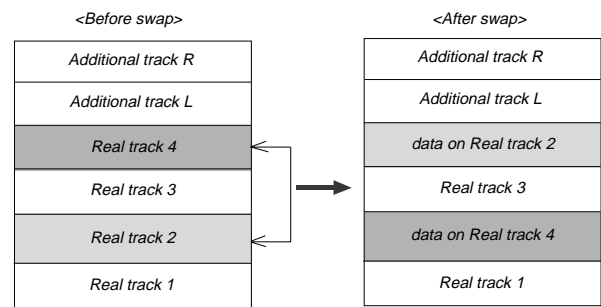 <Before swap>
Additional track R
Additional track L
Real track 4
Real track 3
Real track 2
Real track 1
<After swap>
Additional track R
Additional track L
data on Real track 2
Real track 3
data on Real track 4
Real track 1